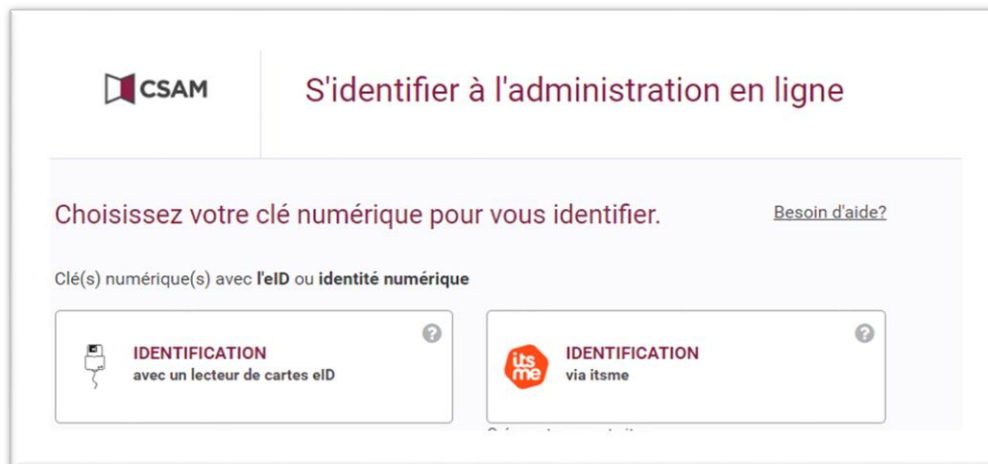 CSAM
S'identifier à l'administration en ligne
Choisissez votre clé numérique pour vous identifier.
Besoin d'aide?
Clé(s) numérique(s) avec l'eID ou identité numérique
?
IDENTIFICATION
avec un lecteur de cartes eID
?
its
me
IDENTIFICATION
via itsme